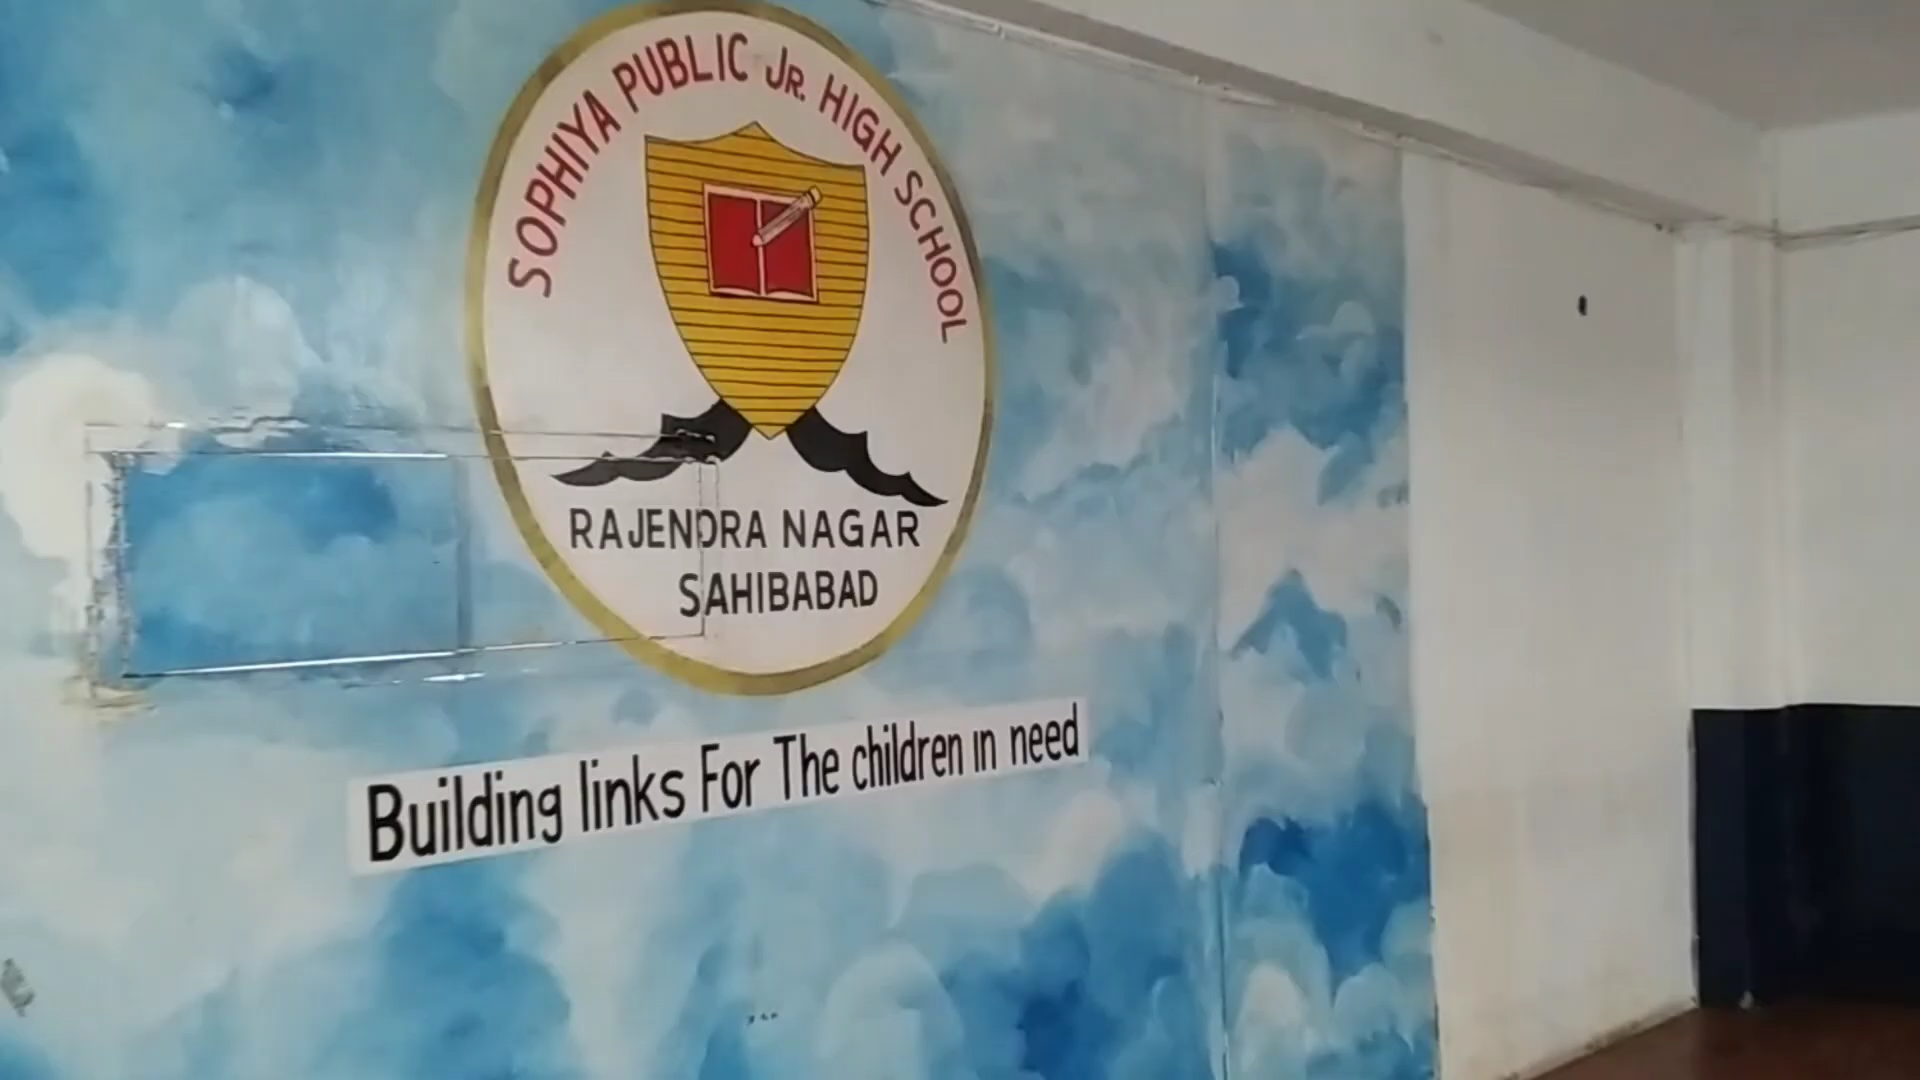 SOPHIYA PUBLIC JR. HIGH SCHOOL
RAJENDRA NAGAR
SAHIBABAD
Building links For The children in need